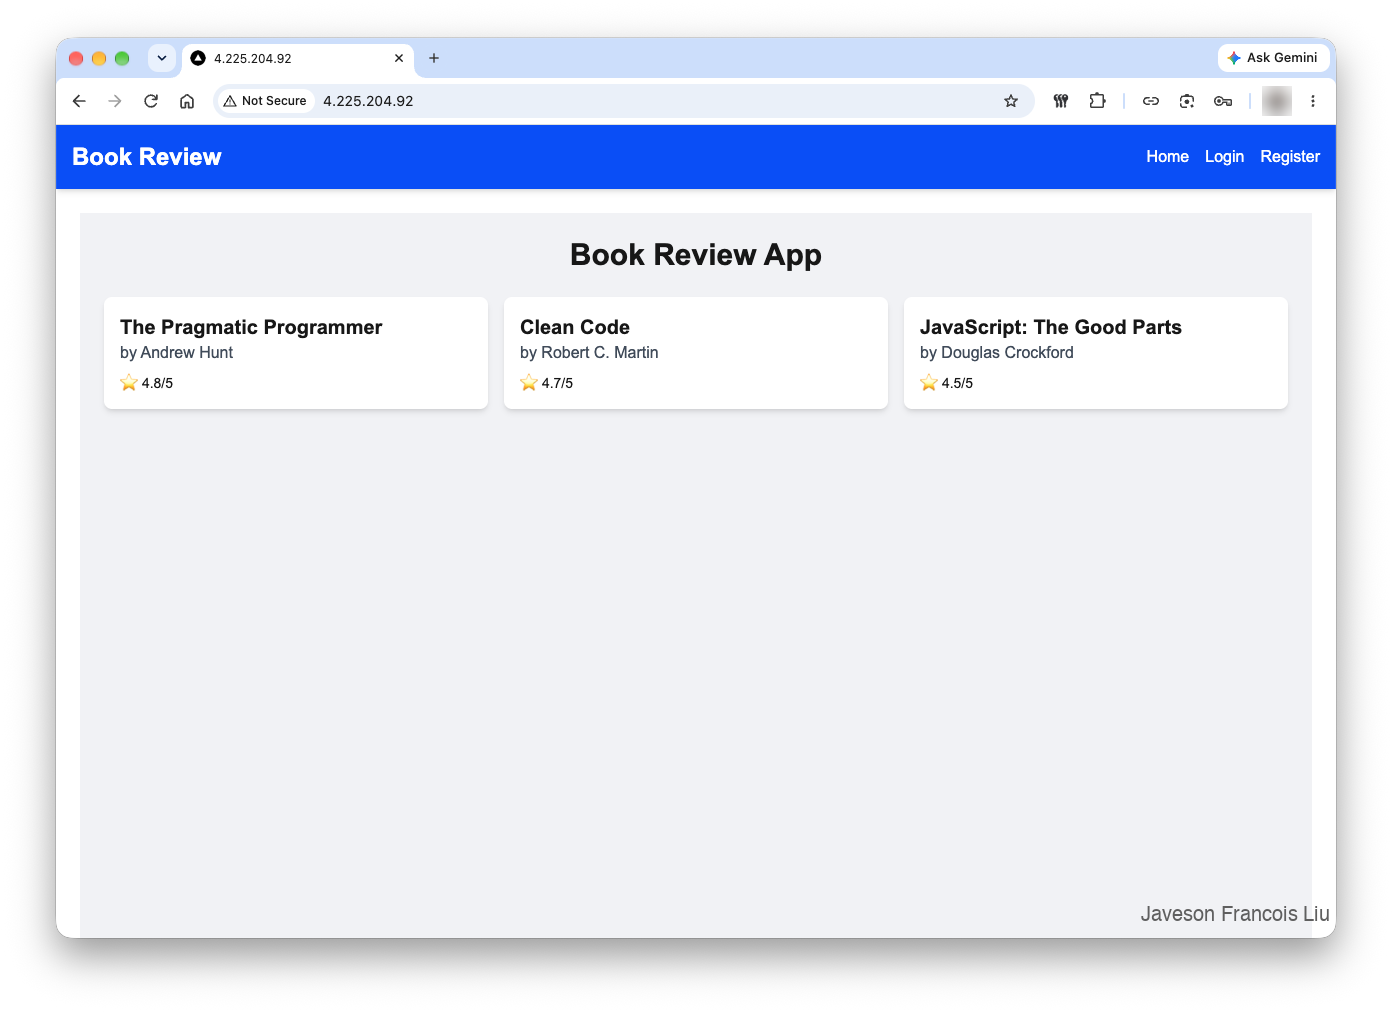 4.225.204.92
Ask Gemini
Not Secure 4.225.204.92
Book Review Home Login Register
Book Review App
The Pragmatic Programmer
by Andrew Hunt
⭐ 4.8/5
Clean Code
by Robert C. Martin
⭐ 4.7/5
JavaScript: The Good Parts
by Douglas Crockford
⭐ 4.5/5
Javeson Francois Liu